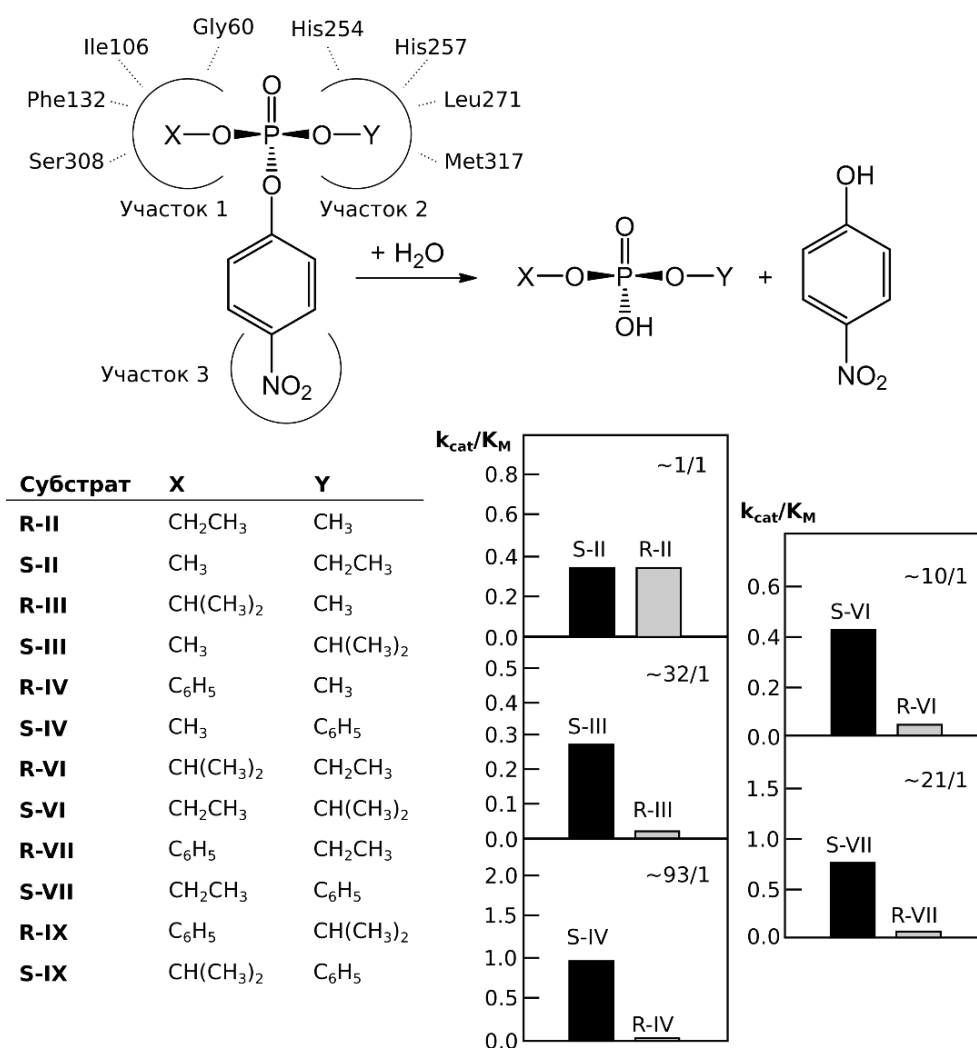 Gly60 His254
Ile106 His257
Phe132 Leu271
Ser308 Met317
O
X—O P O—Y
O
Участок 1 Участок 2
+ H₂O
NO₂
Участок 3
O
X—O P O—Y
OH
+
OH
NO₂
Субстрат X Y
R-II CH₂CH₃ CH₃
S-II CH₃ CH₂CH₃
R-III CH(CH₃)₂ CH₃
S-III CH₃ CH(CH₃)₂
R-IV C₆H₅ CH₃
S-IV CH₃ C₆H₅
R-VI CH(CH₃)₂ CH₂CH₃
S-VI CH₂CH₃ CH(CH₃)₂
R-VII C₆H₅ CH₂CH₃
S-VII CH₂CH₃ C₆H₅
R-IX C₆H₅ CH(CH₃)₂
S-IX CH(CH₃)₂ C₆H₅
k_cat/K_M
~1/1
0.8
0.6
0.4
0.2
0.0
S-II R-II
~32/1
0.5
0.4
0.3
0.2
0.1
0.0
S-III
R-III
~93/1
2.0
1.5
1.0
0.5
0.0
S-IV
R-IV
k_cat/K_M
~10/1
0.6
0.4
0.2
0.0
S-VI
R-VI
~21/1
1.5
1.0
0.5
0.0
S-VII
R-VII